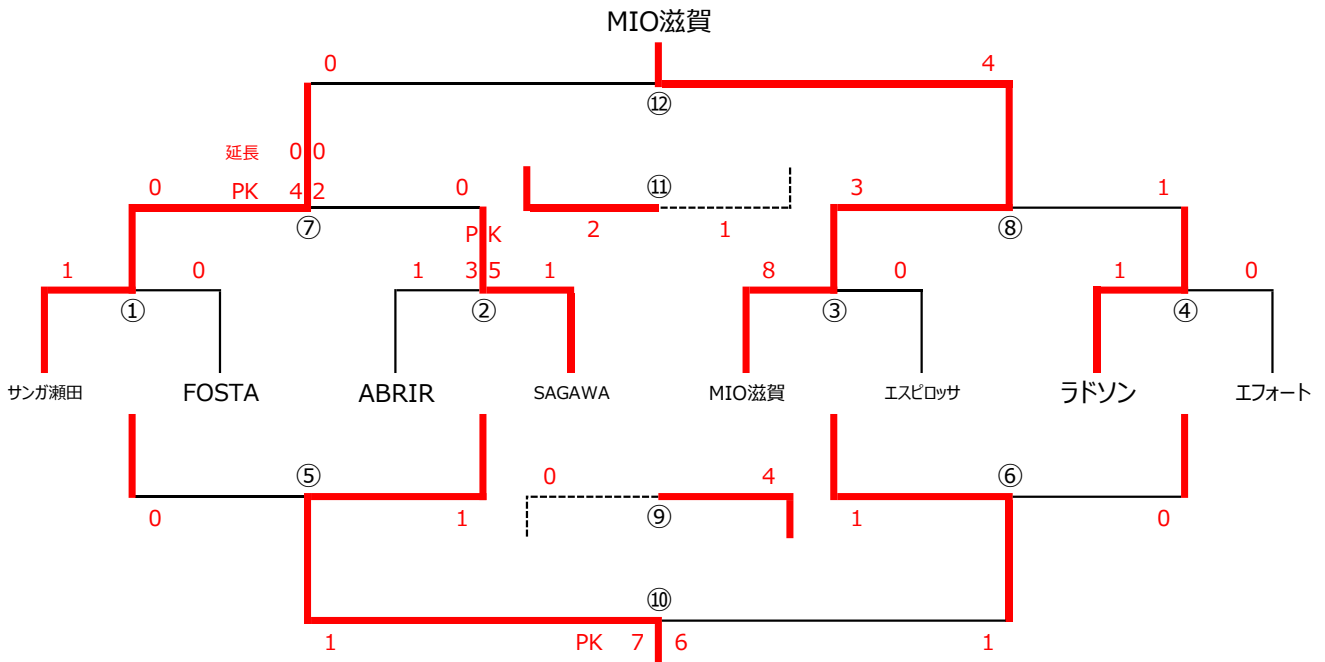 MIO滋賀
0 4
⑫
延長 0 0
0 PK 4 2 0 ⑪ 3 1
⑦ 2 1 ⑧
PK
1 0 1 3 5 1 8 0 1 0
① ② ③ ④
サンガ瀬田 FOSTA ABRIR SAGAWA MIO滋賀 エスピロッサ ラドソン エフォート
⑤ 0 4 ⑥
0 1 ⑨ 1 0
⑩
1 PK 7 6 1